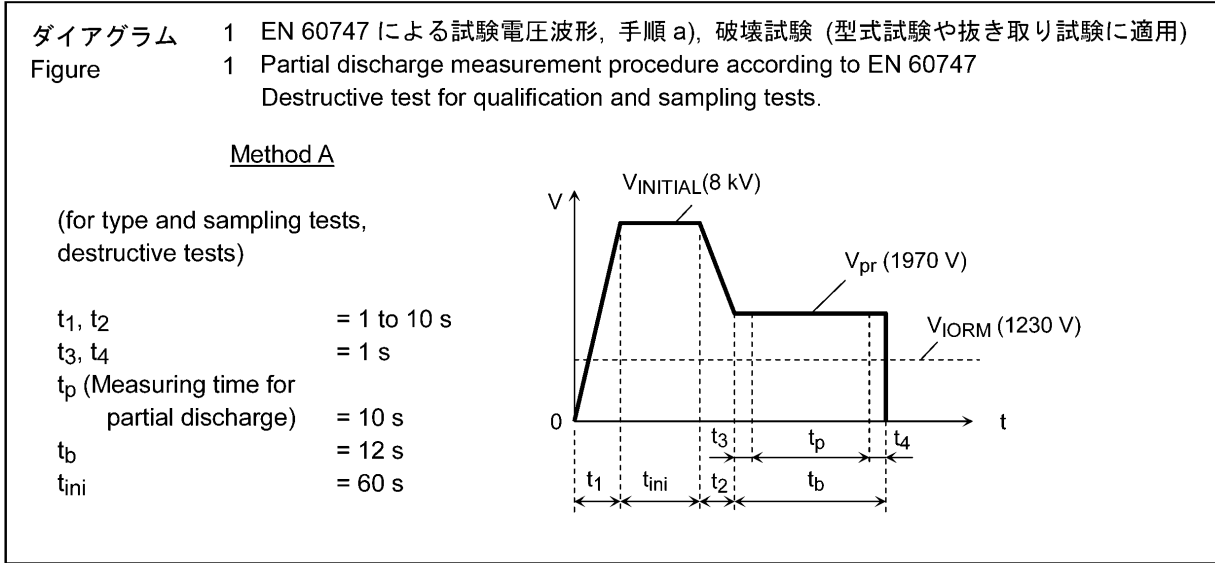 ダイアグラム 1 EN 60747 による試験電圧波形, 手順 a), 破壊試験 (型式試験や抜き取り試験に適用)
Figure 1 Partial discharge measurement procedure according to EN 60747
Destructive test for qualification and sampling tests.
Method A
(for type and sampling tests,
destructive tests)
t1, t2 = 1 to 10 s
t3, t4 = 1 s
tp (Measuring time for
partial discharge) = 10 s
tb = 12 s
tini = 60 s
VINITIAL(8 kV)
V
Vpr (1970 V)
VIORM (1230 V)
0
t
t3 tp t4
t1 tini t2 tb